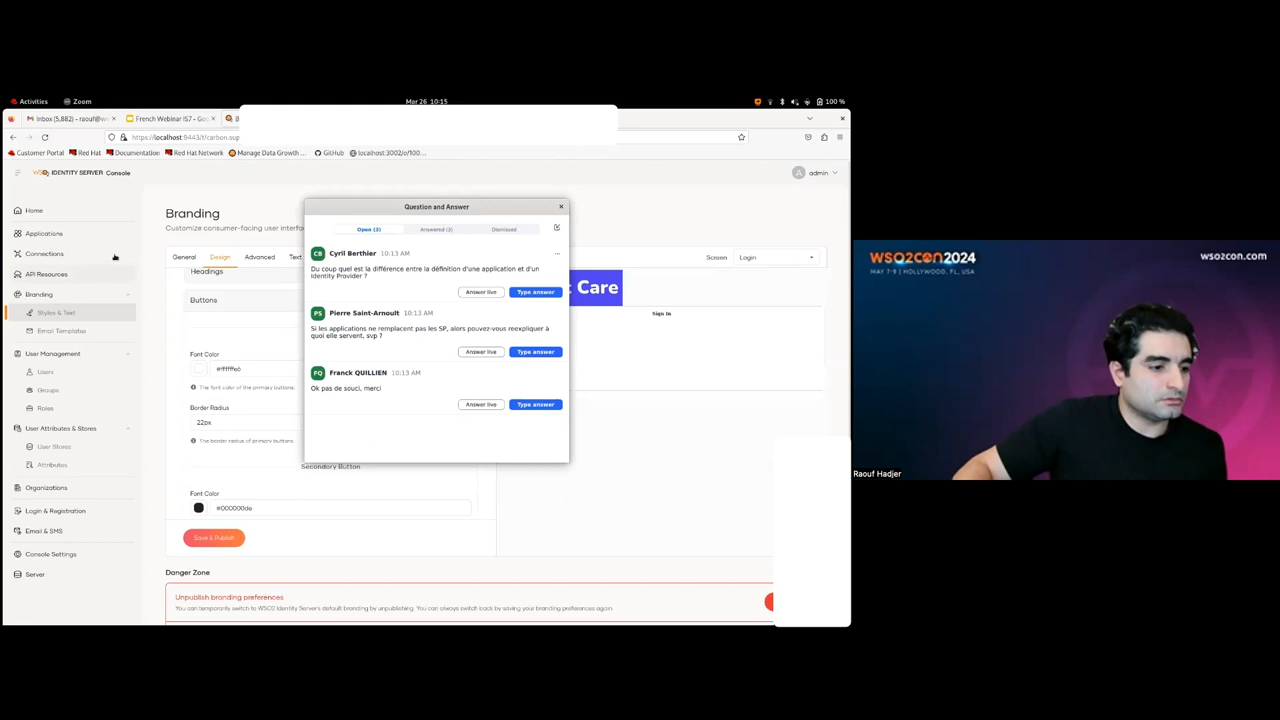 Activities
Zoom
Mar 26 10:15
100 %
Inbox (5,882) - raouf@w
French Webinar IS7 - Goo
https://localhost:9443/t/carbon.sup
Customer Portal
Red Hat
Documentation
Red Hat Network
Manage Data Growth ...
GitHub
localhost:3002/o/100...
WSO2 IDENTITY SERVER Console
admin
Home
Applications
Connections
API Resources
Branding
Styles & Text
Email Templates
User Management
Users
Groups
Roles
User Attributes & Stores
User Stores
Attributes
Organizations
Login & Registration
Email & SMS
Console Settings
Server
Branding
Customize consumer-facing user interfa
General
Design
Advanced
Text
Screen
Login
Headings
Buttons
Font Color
#ffffffe6
The font color of the primary buttons.
Border Radius
22px
The border radius of primary buttons.
Secondary Button
Font Color
#000000de
Save & Publish
Danger Zone
Unpublish branding preferences
You can temporarily switch to WSO2 Identity Server's default branding by unpublishing. You can always switch back by saving your branding preferences again.
Care
Sign In
Question and Answer
Open (3)
Answered (3)
Dismissed
CB Cyril Berthier 10:13 AM
Du coup quel est la différence entre la définition d'une application et d'un
Identity Provider ?
Answer live
Type answer
PS Pierre Saint-Arnoult 10:13 AM
Si les applications ne remplacent pas les SP, alors pouvez-vous reexpliquer à
quoi elle servent, svp ?
Answer live
Type answer
FQ Franck QUILLIEN 10:13 AM
Ok pas de souci, merci
Answer live
Type answer
WSO2CON2024
MAY 7-9 | HOLLYWOOD, FL, USA
wso2con.com
Raouf Hadjer